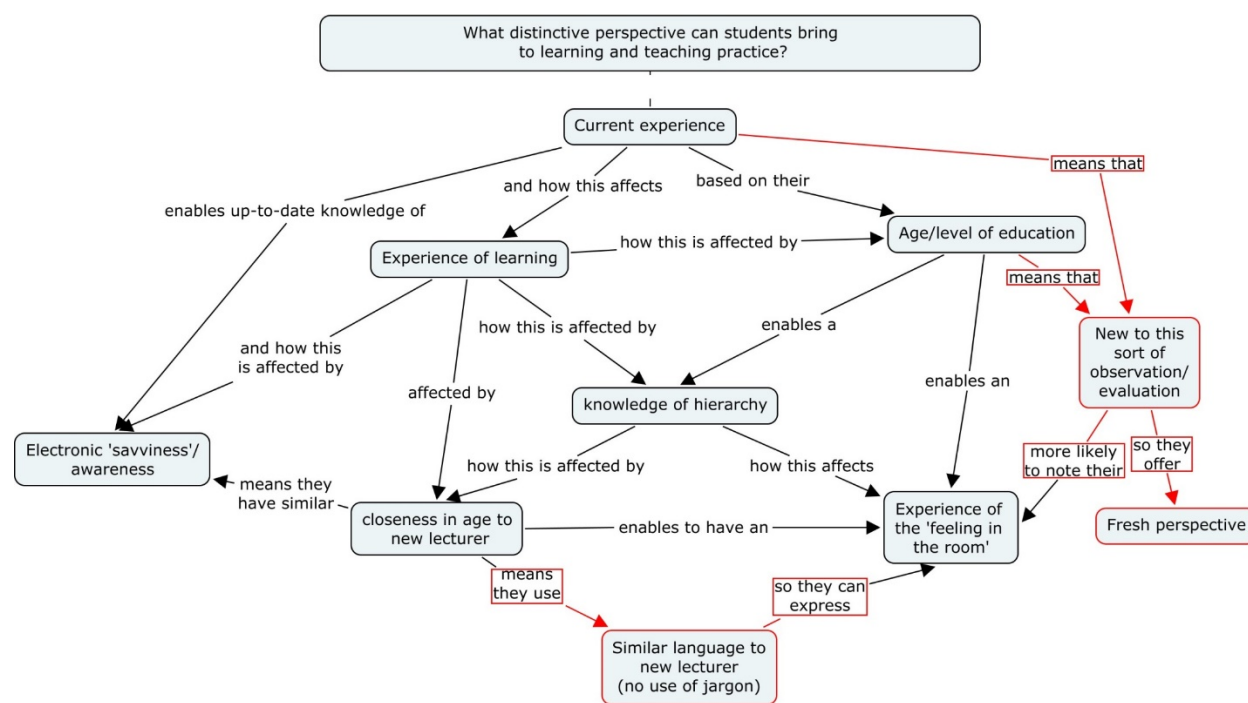 What distinctive perspective can students bring
to learning and teaching practice?
Current experience
means that
and how this affects
based on their
enables up-to-date knowledge of
Age/level of education
how this is affected by
Experience of learning
means that
how this is affected by
enables a
New to this
sort of
observation/
evaluation
and how this
is affected by
affected by
enables an
knowledge of hierarchy
Electronic 'savviness'/
awareness
how this is affected by
how this affects
more likely
to note their
so they
offer
means they
have similar
closeness in age to
new lecturer
enables to have an
Experience of
the 'feeling in
the room'
Fresh perspective
means
they use
so they can
express
Similar language to
new lecturer
(no use of jargon)